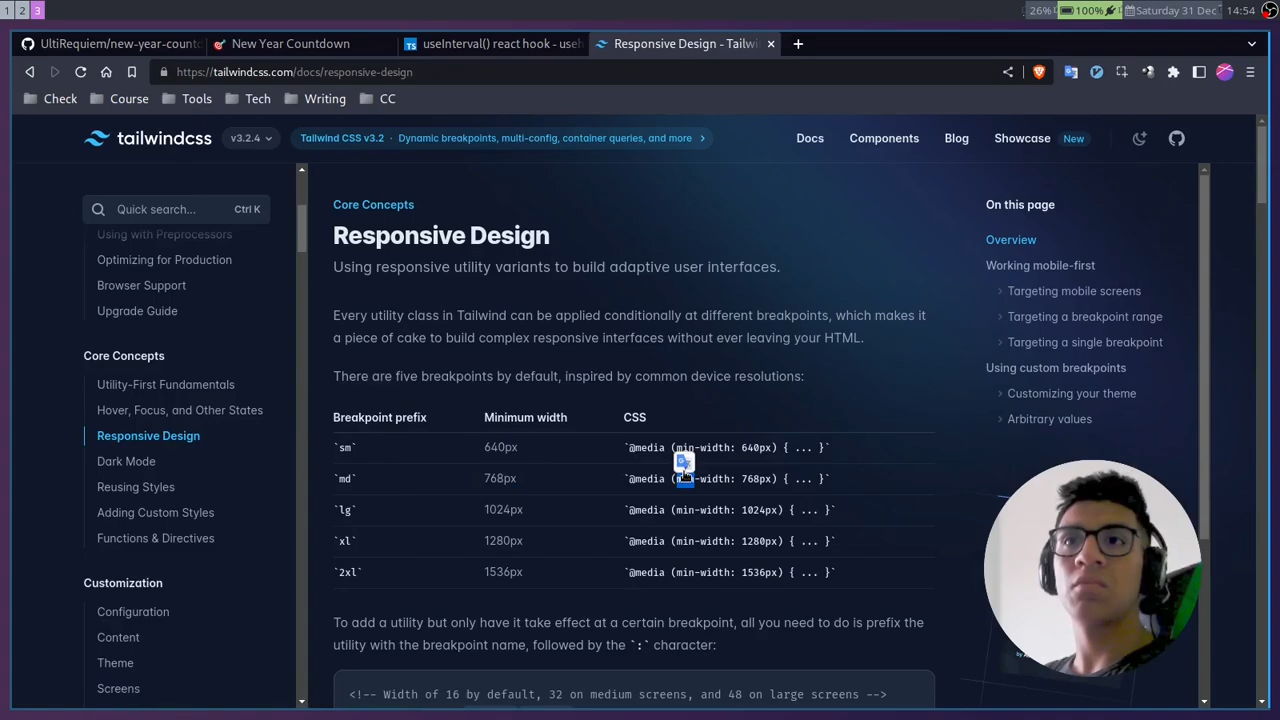 1 2 3
26% 100% Saturday 31 Dec 14:54
UltiRequiem/new-year-count
New Year Countdown
useInterval() react hook - useh
Responsive Design - Tailwin
https://tailwindcss.com/docs/responsive-design
Check Course Tools Tech Writing CC
tailwindcss
v3.2.4
Tailwind CSS v3.2 · Dynamic breakpoints, multi-config, container queries, and more
Docs Components Blog Showcase New
Quick search... Ctrl K
Using with Preprocessors
Optimizing for Production
Browser Support
Upgrade Guide
Core Concepts
Utility-First Fundamentals
Hover, Focus, and Other States
Responsive Design
Dark Mode
Reusing Styles
Adding Custom Styles
Functions & Directives
Customization
Configuration
Content
Theme
Screens
Core Concepts
Responsive Design
Using responsive utility variants to build adaptive user interfaces.
Every utility class in Tailwind can be applied conditionally at different breakpoints, which makes it
a piece of cake to build complex responsive interfaces without ever leaving your HTML.
There are five breakpoints by default, inspired by common device resolutions:
Breakpoint prefix Minimum width CSS
`sm` 640px `@media (min-width: 640px) { ... }`
`md` 768px `@media (min-width: 768px) { ... }`
`lg` 1024px `@media (min-width: 1024px) { ... }`
`xl` 1280px `@media (min-width: 1280px) { ... }`
`2xl` 1536px `@media (min-width: 1536px) { ... }`
To add a utility but only have it take effect at a certain breakpoint, all you need to do is prefix the
utility with the breakpoint name, followed by the `:` character:
<!-- Width of 16 by default, 32 on medium screens, and 48 on large screens -->
On this page
Overview
Working mobile-first
Targeting mobile screens
Targeting a breakpoint range
Targeting a single breakpoint
Using custom breakpoints
Customizing your theme
Arbitrary values